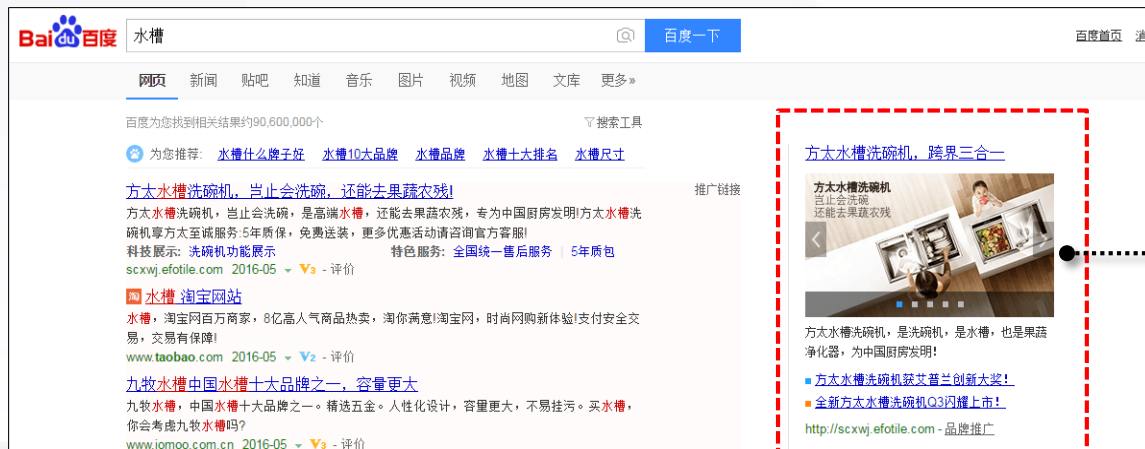 Bai du 百度
水槽
百度一下
百度首页
网页 新闻 贴吧 知道 音乐 图片 视频 地图 文库 更多»
百度为您找到相关结果约90,600,000个
搜索工具
为您推荐: 水槽什么牌子好 水槽10大品牌 水槽品牌 水槽十大排名 水槽尺寸
方太水槽洗碗机，岂止会洗碗，还能去果蔬农残!
推广链接
方太水槽洗碗机，岂止会洗碗，是高端水槽，还能去果蔬农残，专为中国厨房发明!方太水槽洗
碗机享方太至诚服务:5年质保，免费送装，更多优惠活动请咨询官方客服!
科技展示: 洗碗机功能展示 特色服务: 全国统一售后服务 | 5年质包
scxwj.efotile.com 2016-05 V3 - 评价
淘 水槽 淘宝网站
水槽，淘宝网百万商家，8亿高人气商品热卖，淘你满意!淘宝网，时尚网购新体验!支付安全交
易，交易有保障!
www.taobao.com 2016-05 V2 - 评价
九牧水槽中国水槽十大品牌之一，容量更大
九牧水槽，中国水槽十大品牌之一。精选五金。人性化设计，容量更大，不易挂污。买水槽，
你会考虑九牧水槽吗?
www.jomoo.com.cn 2016-05 V3 - 评价
方太水槽洗碗机，跨界三合一
方太水槽洗碗机
岂止会洗碗
还能去果蔬农残
方太水槽洗碗机，是洗碗机，是水槽，也是果蔬
净化器，为中国厨房发明!
方太水槽洗碗机获艾普兰创新大奖!
全新方太水槽洗碗机Q3闪耀上市!
http://scxwj.efotile.com - 品牌推广